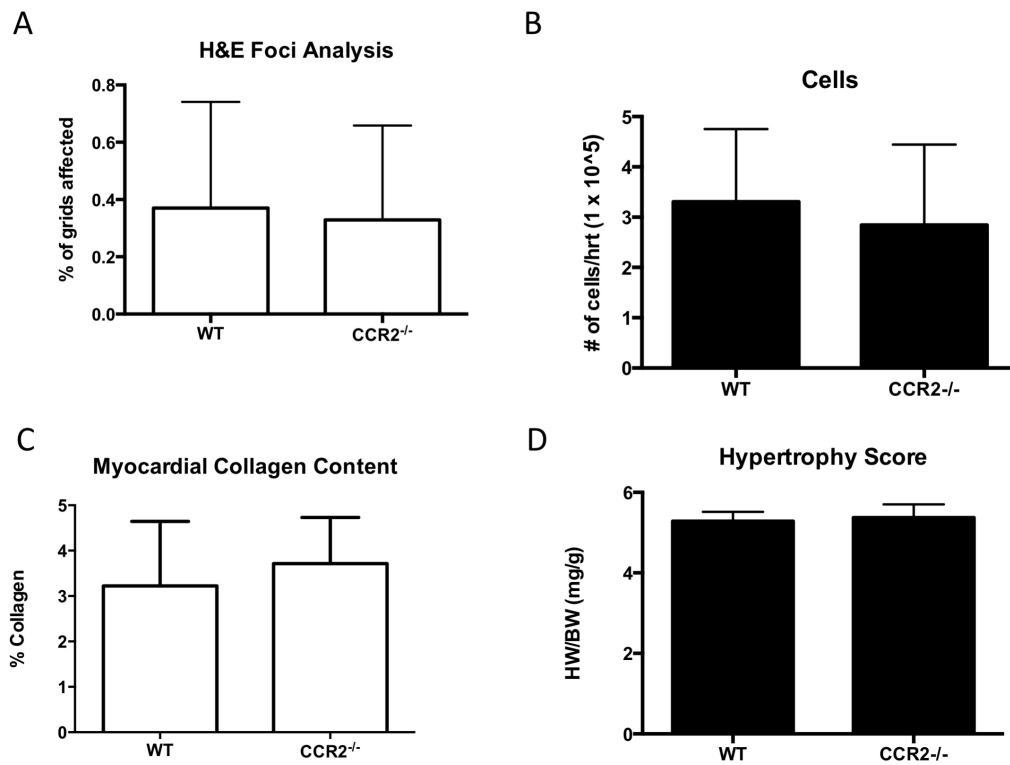 A
H&E Foci Analysis
% of grids affected
0.8
0.6
0.4
0.2
0.0
WT
CCR2-/-
B
Cells
# of cells/hrt (1 x 10^5)
5
4
3
2
1
0
WT
CCR2-/-
C
Myocardial Collagen Content
% Collagen
5
4
3
2
1
0
WT
CCR2-/-
D
Hypertrophy Score
HW/BW (mg/g)
6
4
2
0
WT
CCR2-/-